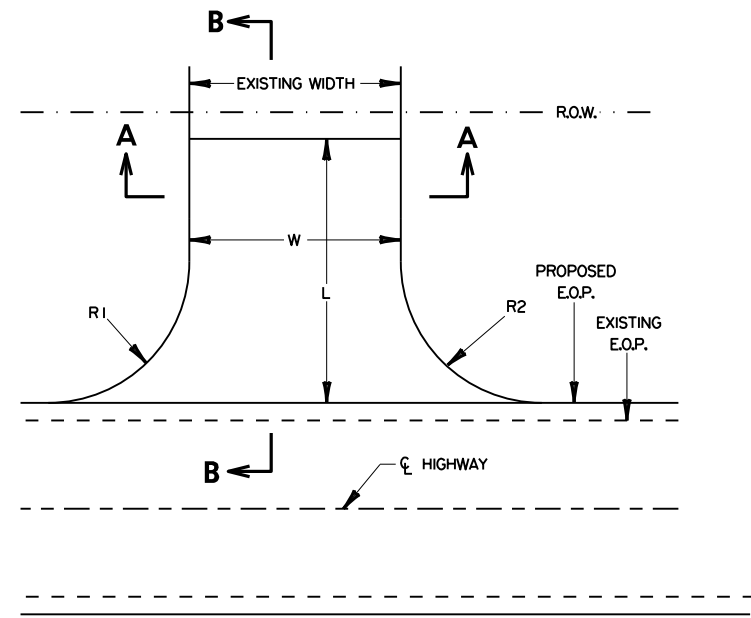 B
EXISTING WIDTH
R.O.W.
A
A
W
PROPOSED
E.O.P.
L
R1
R2
EXISTING
E.O.P.
B
℄ HIGHWAY